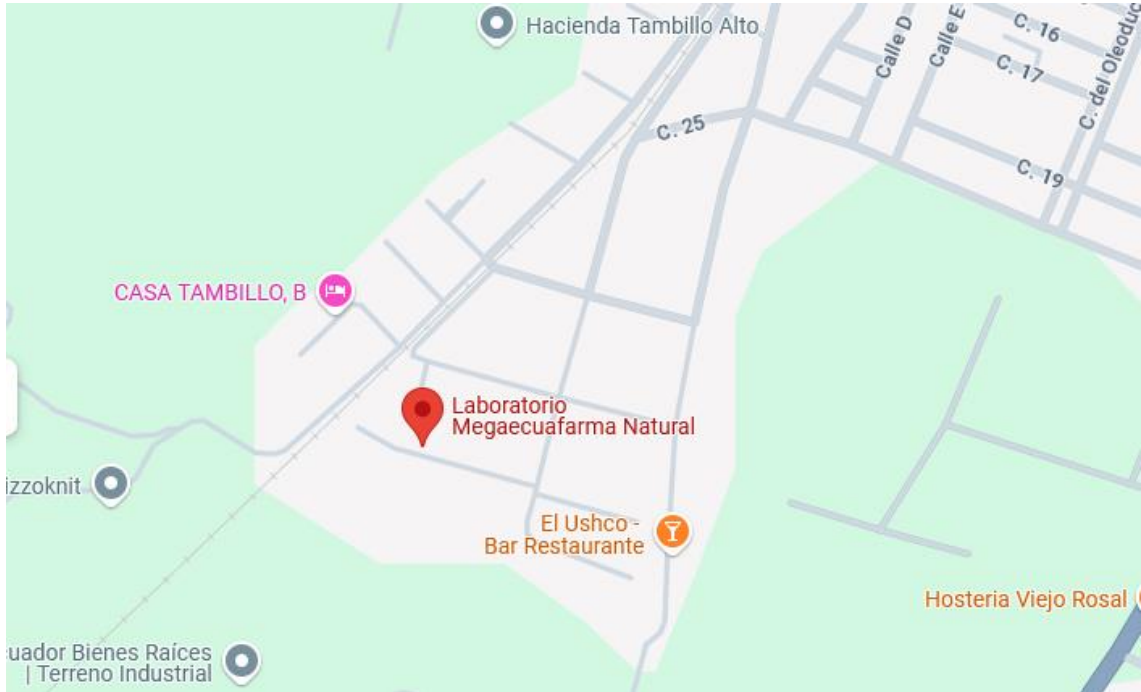 Hacienda Tambillo Alto
C. 16
Calle D
Calle E
C. 17
C. del Oleoduc
C. 25
C. 19
CASA TAMBILLO, B
Laboratorio
Megaecuafarma Natural
izzoknit
El Ushco -
Bar Restaurante
Hosteria Viejo Rosal
cuador Bienes Raíces
| Terreno Industrial